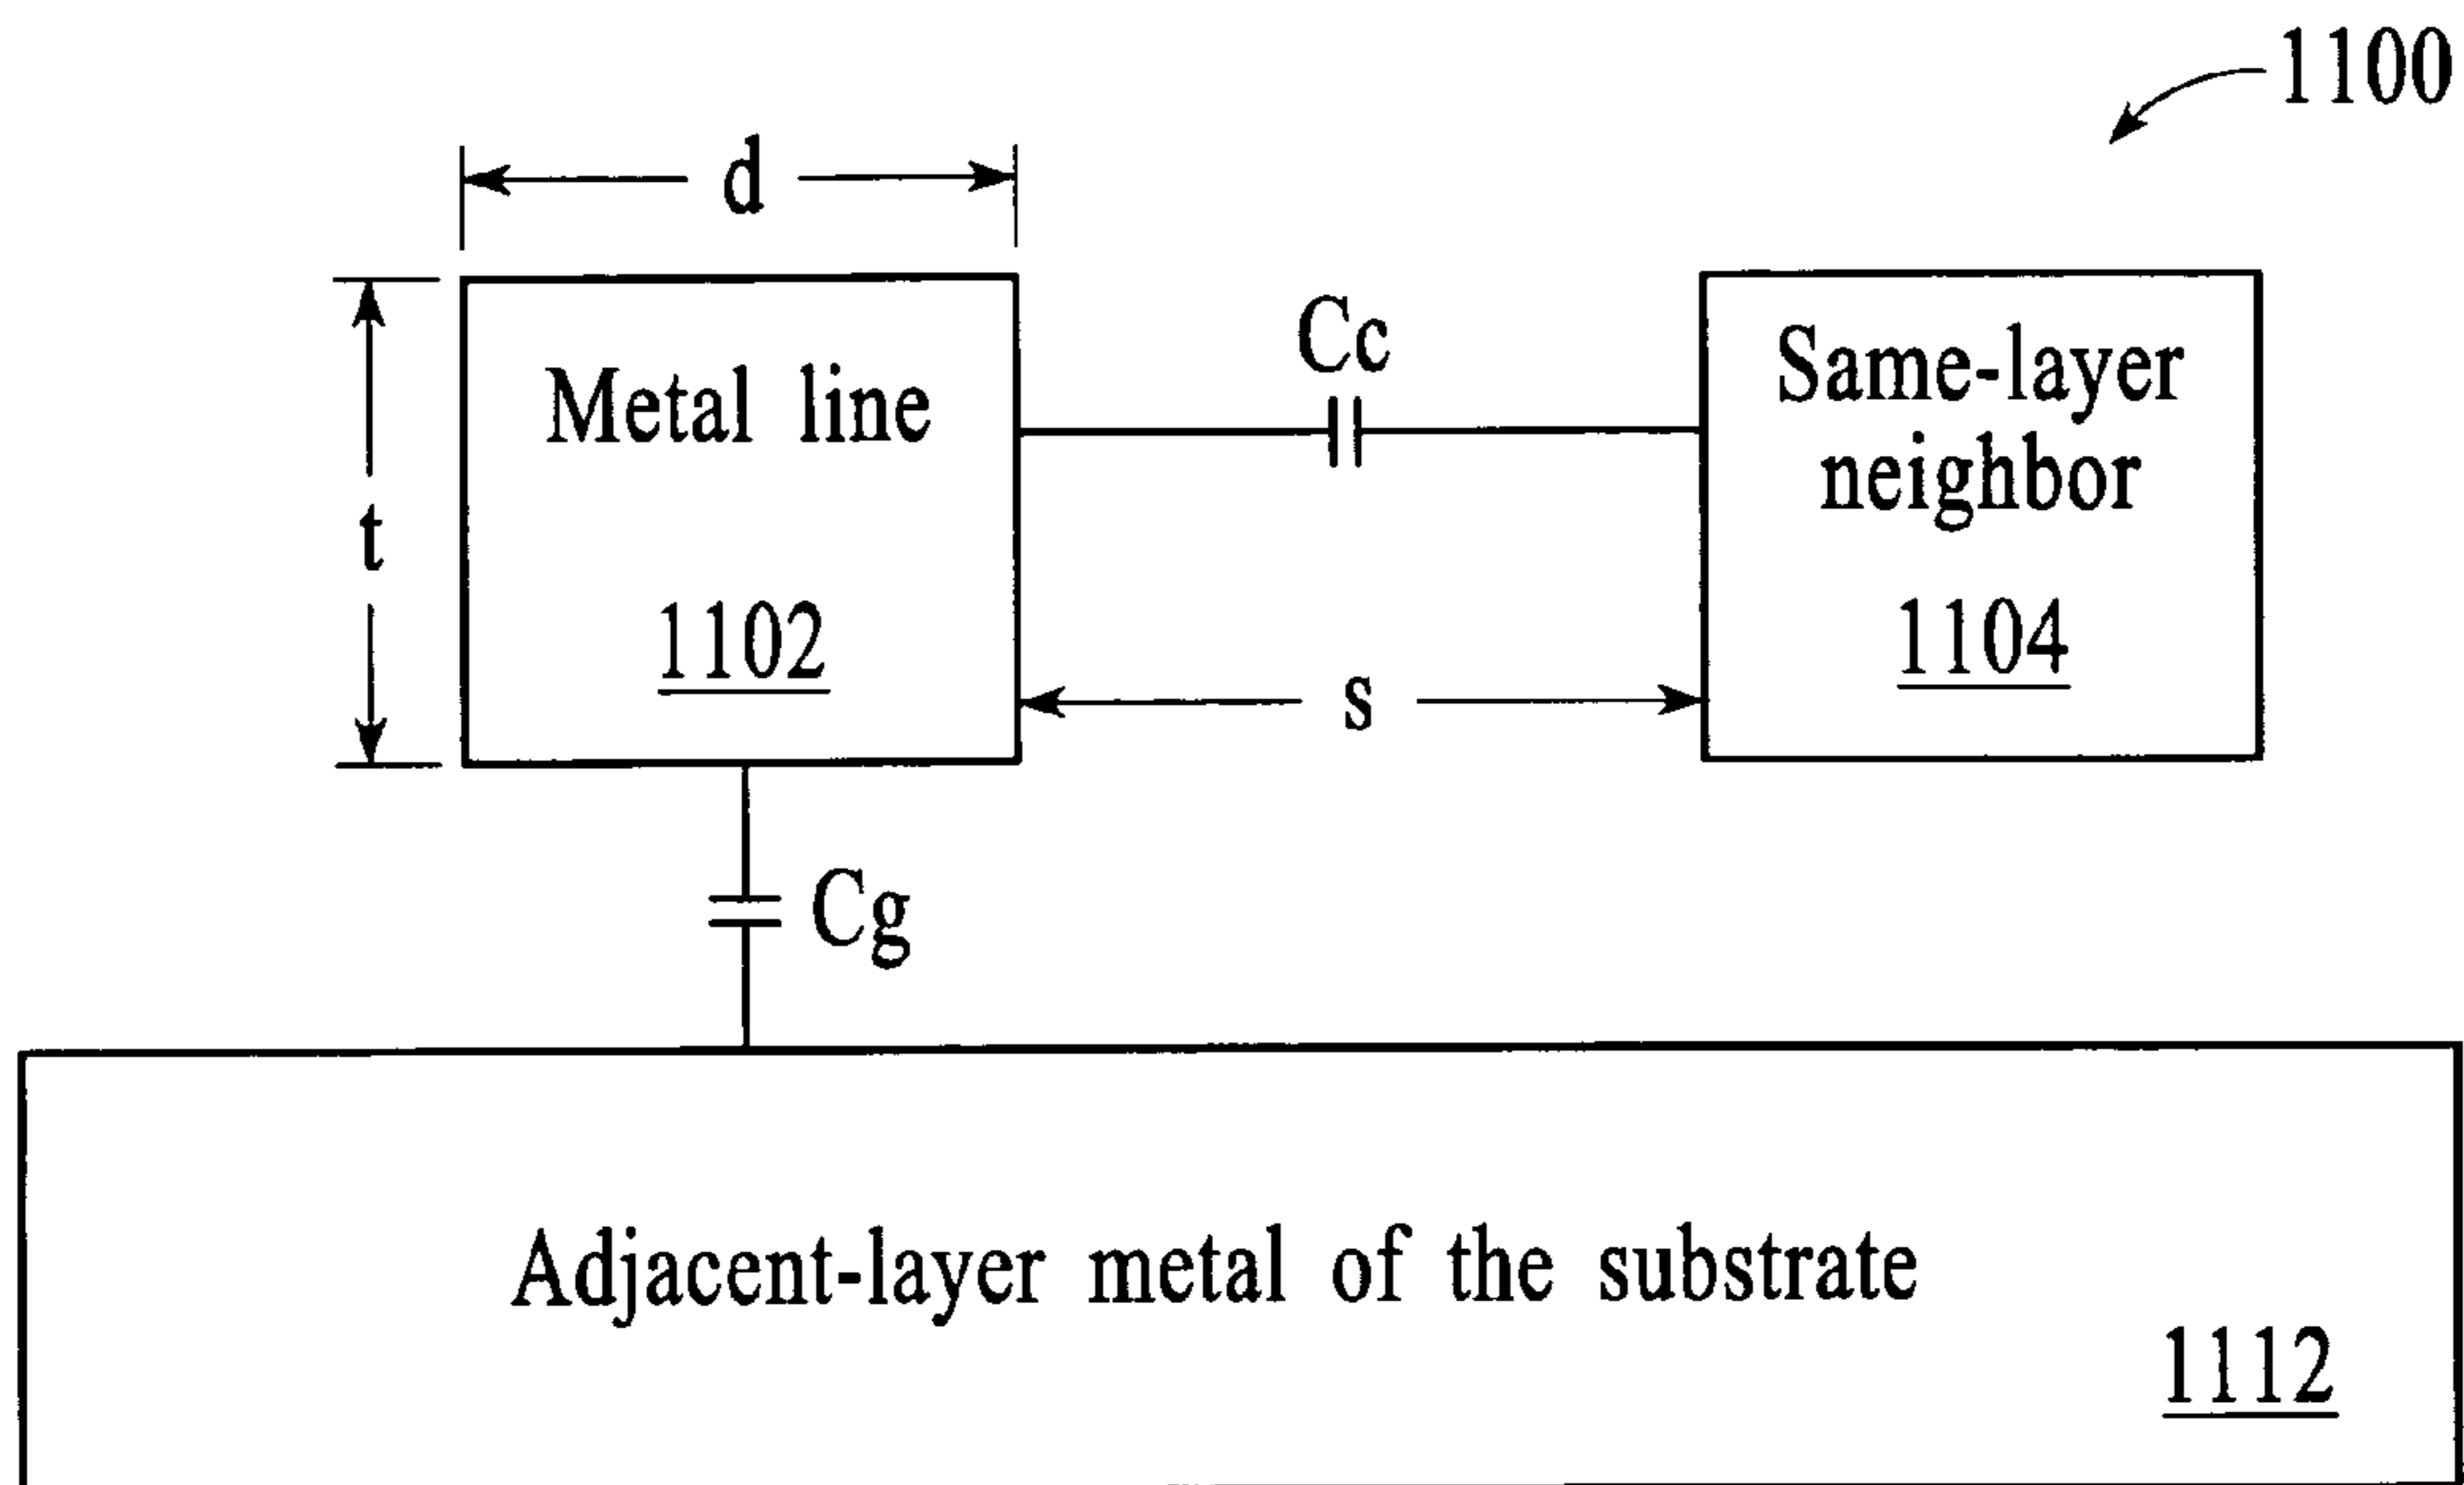 1100
d
Metal line
1102
t
Cc
s
Same-layer
neighbor
1104
Cg
Adjacent-layer metal of the substrate
1112